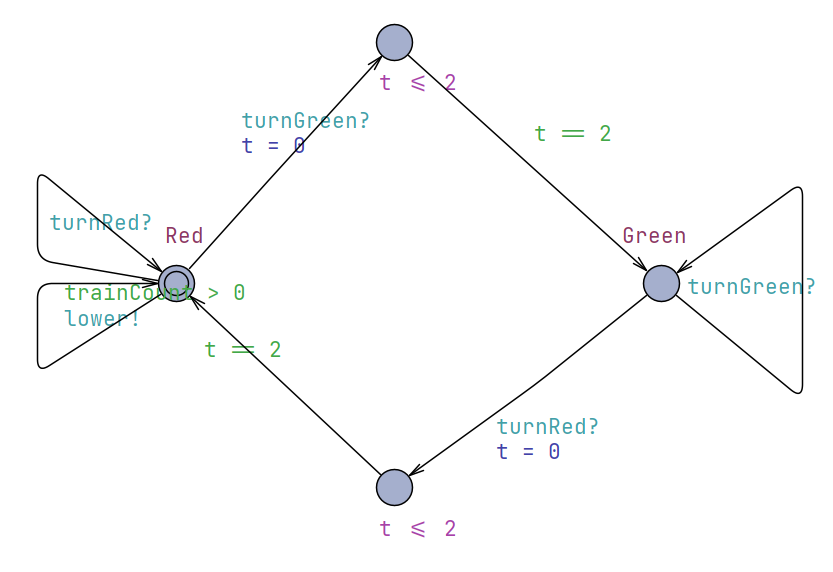 t ⩽ 2
turnGreen?
t = 0
t == 2
turnRed?
Red
Green
trainCount > 0
lower!
turnGreen?
t == 2
turnRed?
t = 0
t ⩽ 2